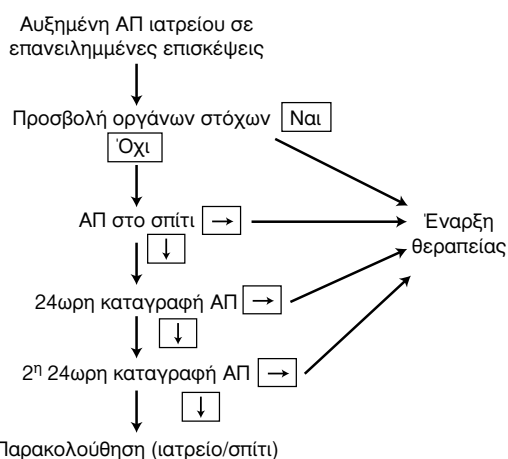 Αυξημένη ΑΠ ιατρείου σε
επανειλημμένες επισκέψεις
Προσβολή οργάνων στόχων Ναι
Όχι
ΑΠ στο σπίτι →
↓
Έναρξη
θεραπείας
24ωρη καταγραφή ΑΠ →
↓
2η 24ωρη καταγραφή ΑΠ →
↓
Παρακολούθηση (ιατρείο/σπίτι)